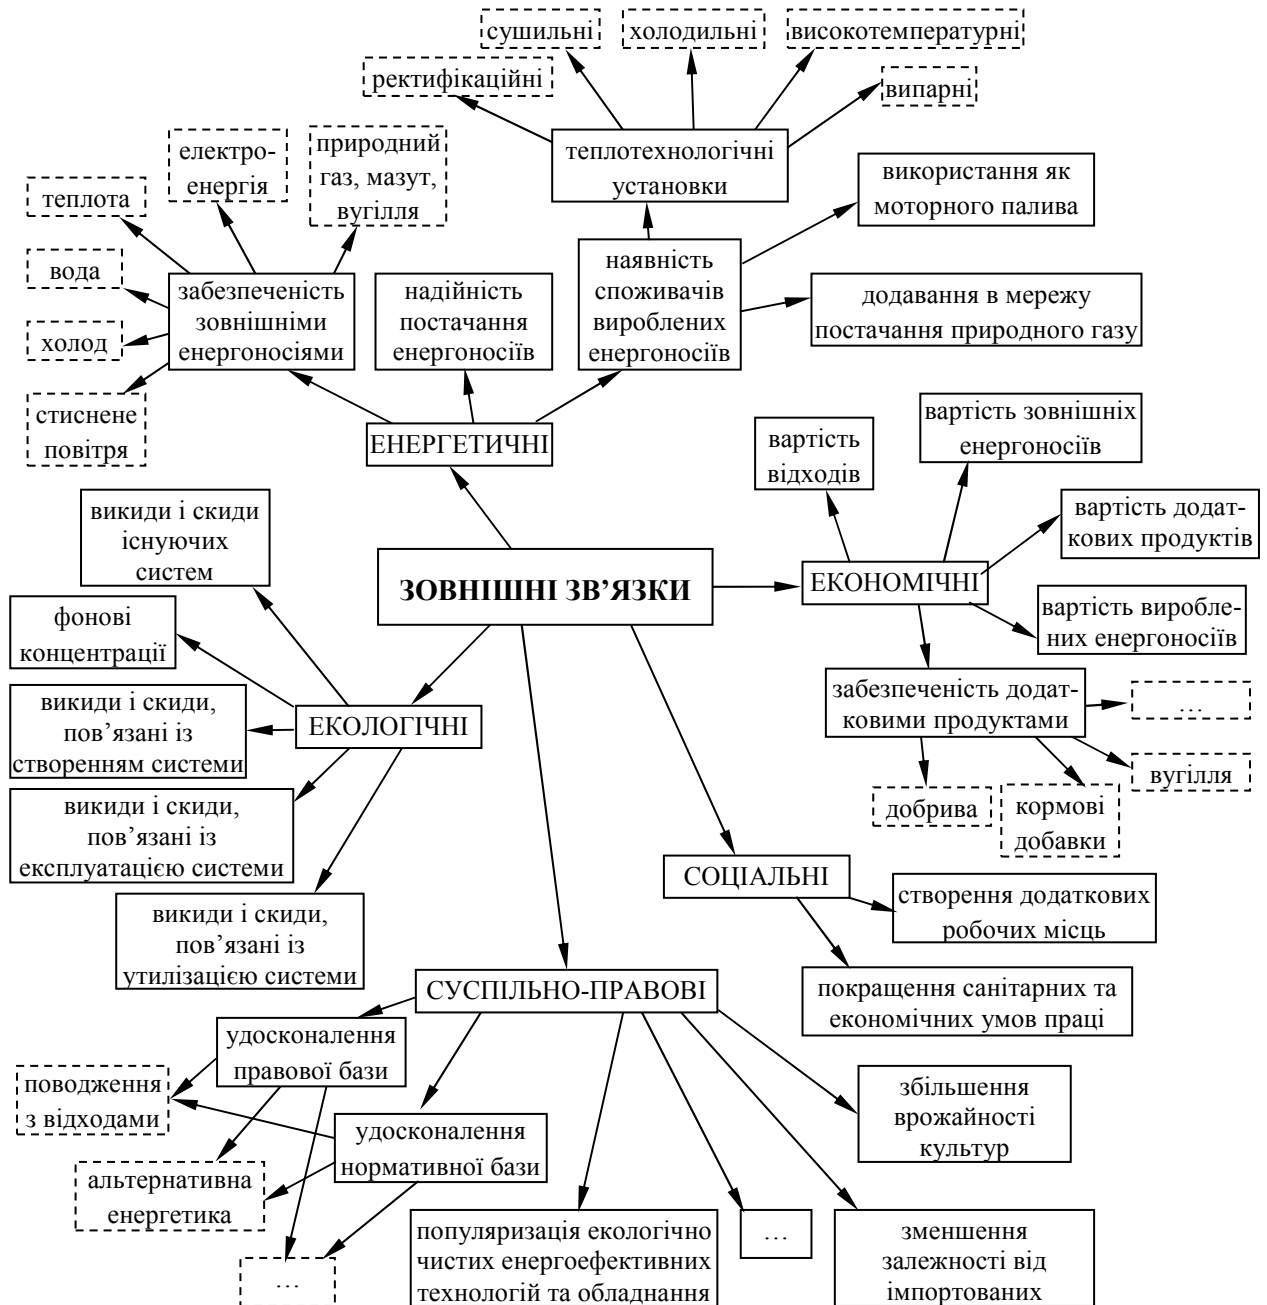 сушильні
холодильні
високотемпературні
ректифікаційні
випарні
теплотехнологічні
установки
електро-
енергія
природний
газ, мазут,
вугілля
використання як
моторного палива
теплота
вода
холод
стиснене
повітря
забезпеченість
зовнішніми
енергоносіями
надійність
постачання
енергоносіїв
наявність
споживачів
вироблених
енергоносіїв
додавання в мережу
постачання природного газу
ЕНЕРГЕТИЧНІ
вартість
відходів
вартість зовнішніх
енергоносіїв
вартість додат-
кових продуктів
викиди і скиди
існуючих
систем
ЗОВНІШНІ ЗВ’ЯЗКИ
ЕКОНОМІЧНІ
вартість виробле-
них енергоносіїв
фонові
концентрації
викиди і скиди,
пов’язані із
створенням системи
ЕКОЛОГІЧНІ
забезпеченість додат-
ковими продуктами
…
вугілля
добрива
кормові
добавки
викиди і скиди,
пов’язані із
експлуатацією системи
викиди і скиди,
пов’язані із
утилізацією системи
СОЦІАЛЬНІ
створення додаткових
робочих місць
покращення санітарних та
економічних умов праці
СУСПІЛЬНО-ПРАВОВІ
удосконалення
правової бази
поводження
з відходами
удосконалення
нормативної бази
альтернативна
енергетика
…
популяризація екологічно
чистих енергоефективних
технологій та обладнання
…
збільшення
врожайності
культур
зменшення
залежності від
імпортованих